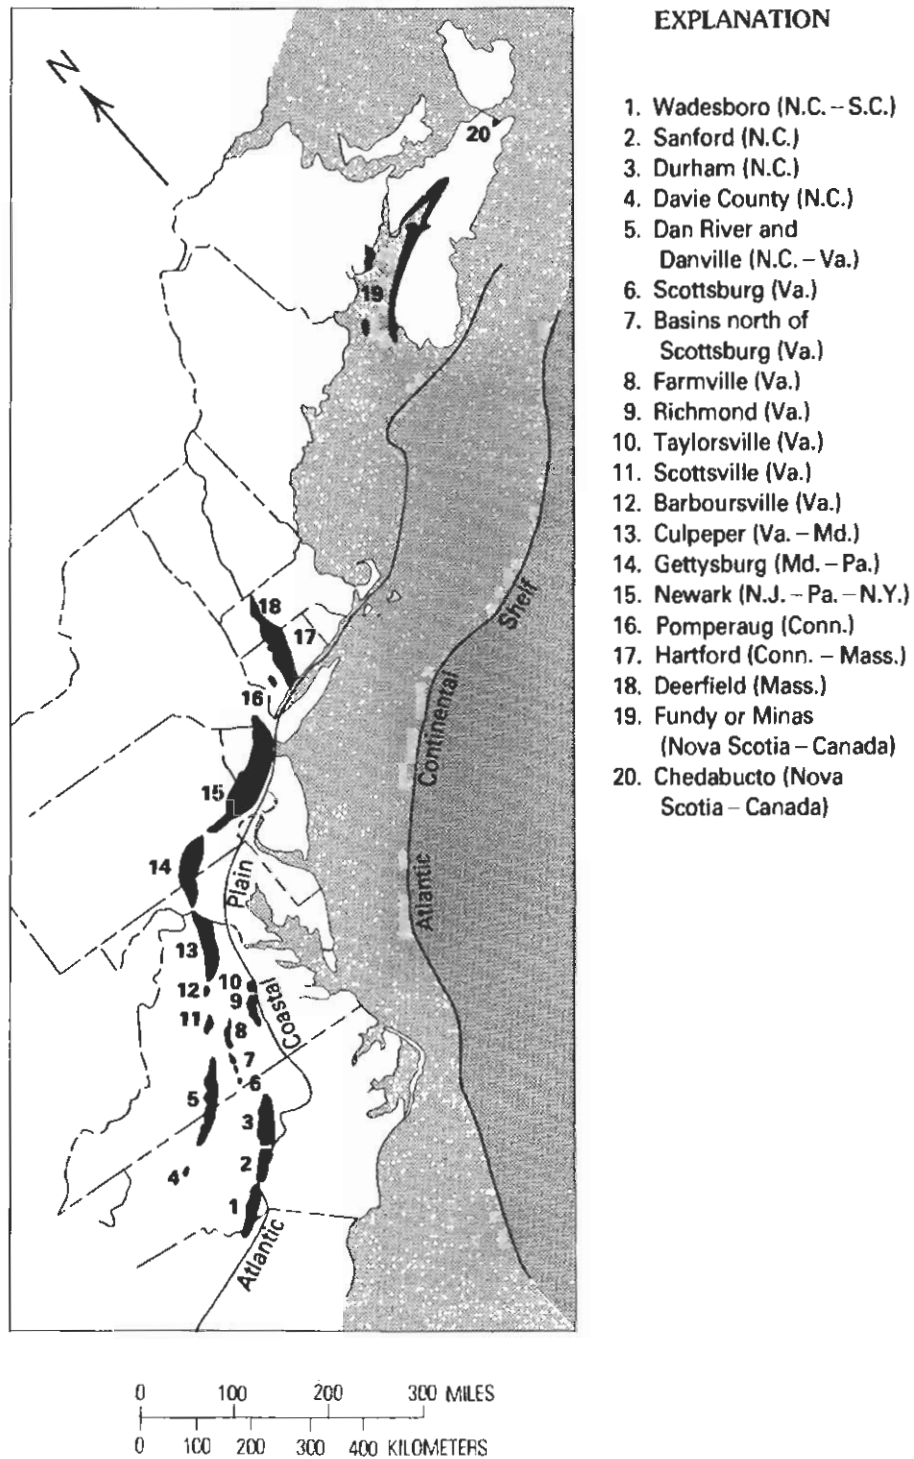 N
20
19
18
17
16
15
14
13
12
11
10
9
8
7
6
5
4
3
2
1
Shelf
Continental
Atlantic
Plain
Coastal
Atlantic
EXPLANATION
1. Wadesboro (N.C. – S.C.)
2. Sanford (N.C.)
3. Durham (N.C.)
4. Davie County (N.C.)
5. Dan River and
Danville (N.C. – Va.)
6. Scottsburg (Va.)
7. Basins north of
Scottsburg (Va.)
8. Farmville (Va.)
9. Richmond (Va.)
10. Taylorsville (Va.)
11. Scottsville (Va.)
12. Barboursville (Va.)
13. Culpeper (Va. – Md.)
14. Gettysburg (Md. – Pa.)
15. Newark (N.J. – Pa. – N.Y.)
16. Pomperaug (Conn.)
17. Hartford (Conn. – Mass.)
18. Deerfield (Mass.)
19. Fundy or Minas
(Nova Scotia – Canada)
20. Chedabucto (Nova
Scotia – Canada)
0 100 200 300 MILES
0 100 200 300 400 KILOMETERS